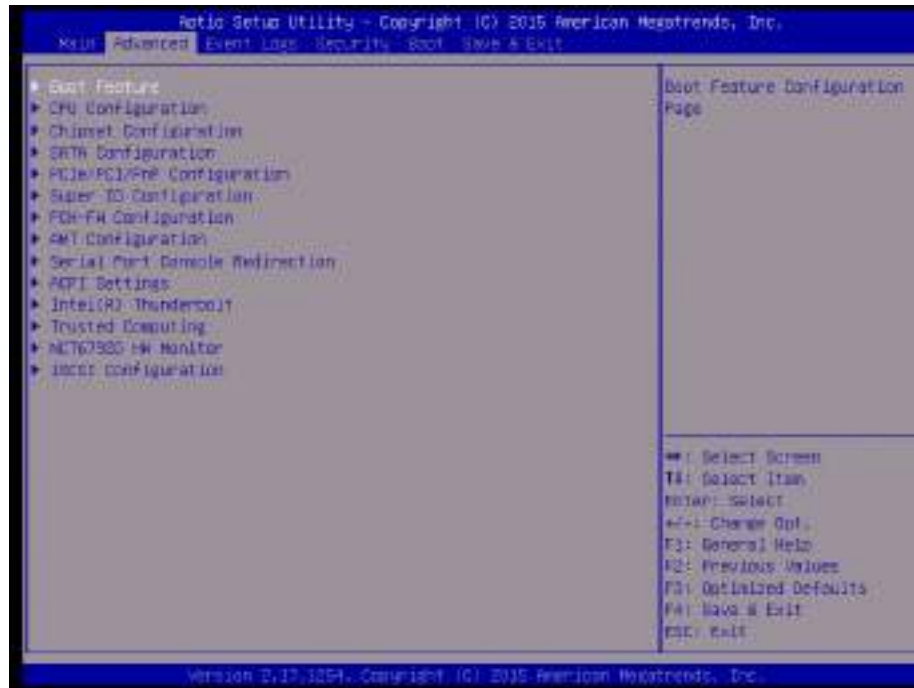 Aptio Setup Utility - Copyright (C) 2015 American Megatrends, Inc.
Main Advanced Event Logs Security Boot Save & Exit
Boot Feature
CPU Configuration
Chipset Configuration
SATA Configuration
PCIe/PCI/PnP Configuration
Super IO Configuration
PCH-FW Configuration
AMT Configuration
Serial Port Console Redirection
ACPI Settings
Intel(R) Thunderbolt
Trusted Computing
HW Monitor
iSCSI Configuration
Boot Feature Configuration
Page
: Select Screen
: Select Item
Enter: Select
+/-: Change Opt.
F1: General Help
F2: Previous Values
F3: Optimized Defaults
F4: Save & Exit
ESC: Exit
Version 2.17.1254. Copyright (C) 2015 American Megatrends, Inc.